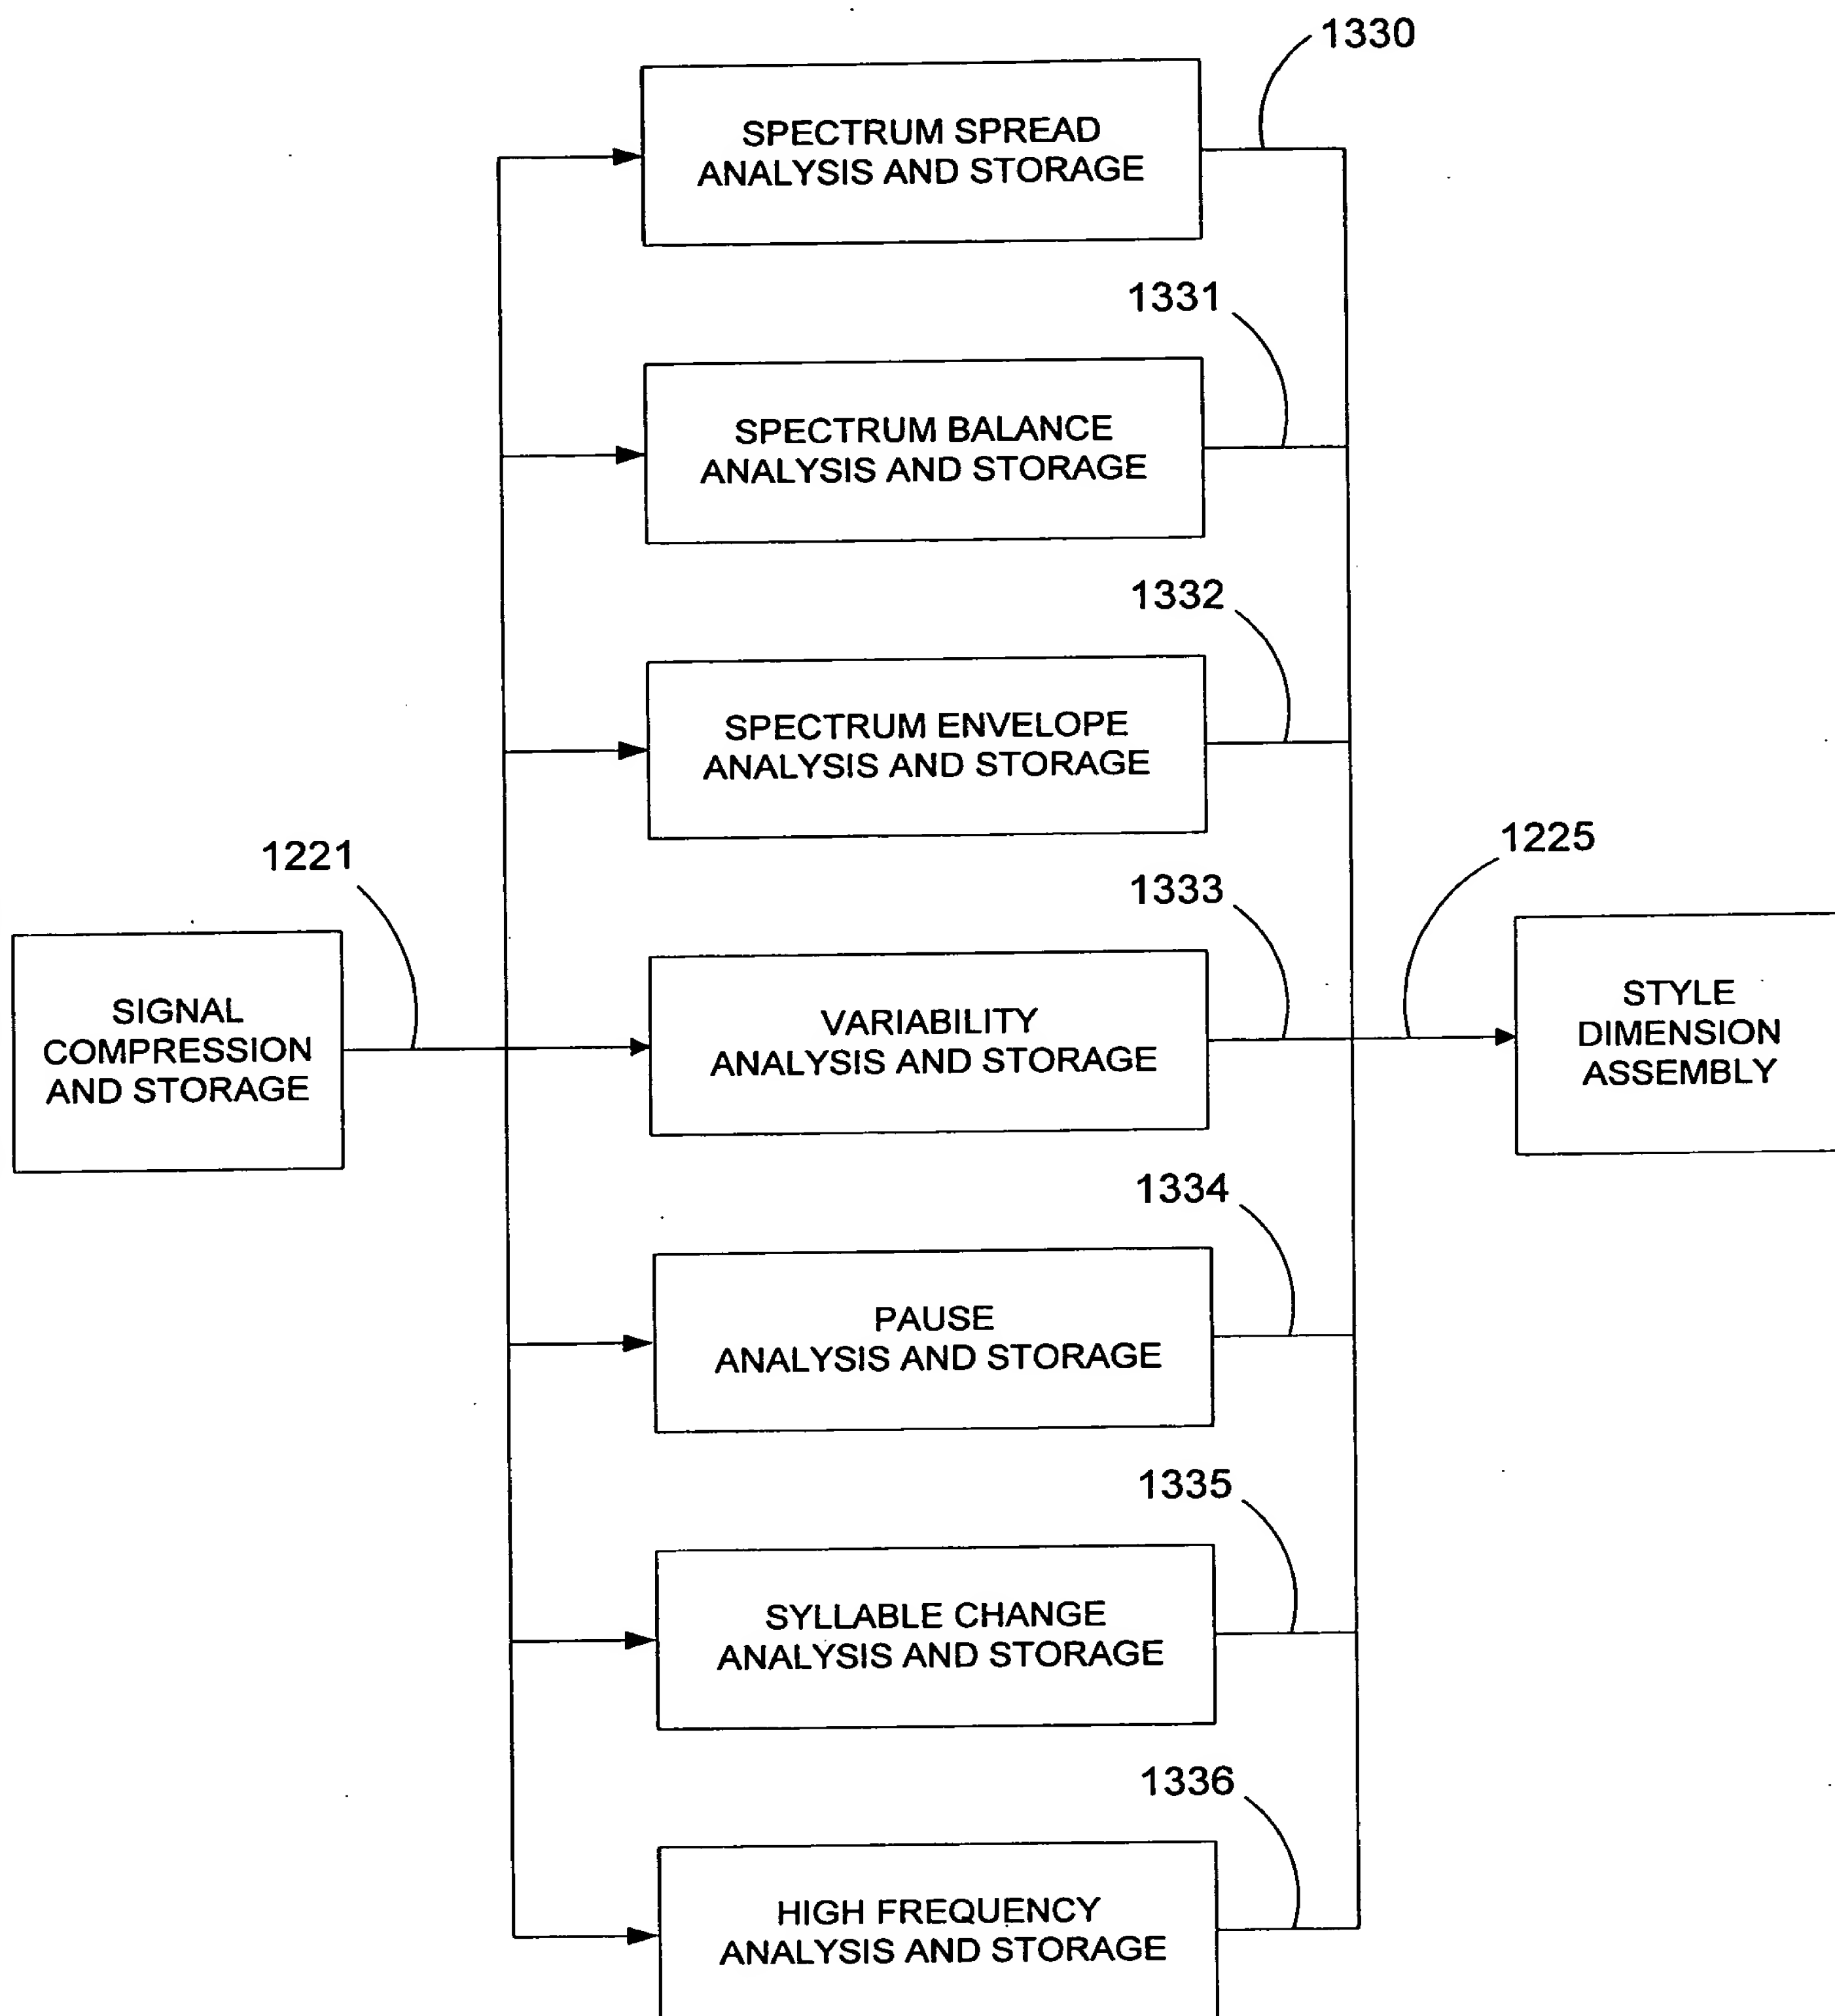 1330
SPECTRUM SPREAD
ANALYSIS AND STORAGE
1331
SPECTRUM BALANCE
ANALYSIS AND STORAGE
1332
SPECTRUM ENVELOPE
ANALYSIS AND STORAGE
1221
1333
1225
SIGNAL
COMPRESSION
AND STORAGE
VARIABILITY
ANALYSIS AND STORAGE
STYLE
DIMENSION
ASSEMBLY
1334
PAUSE
ANALYSIS AND STORAGE
1335
SYLLABLE CHANGE
ANALYSIS AND STORAGE
1336
HIGH FREQUENCY
ANALYSIS AND STORAGE